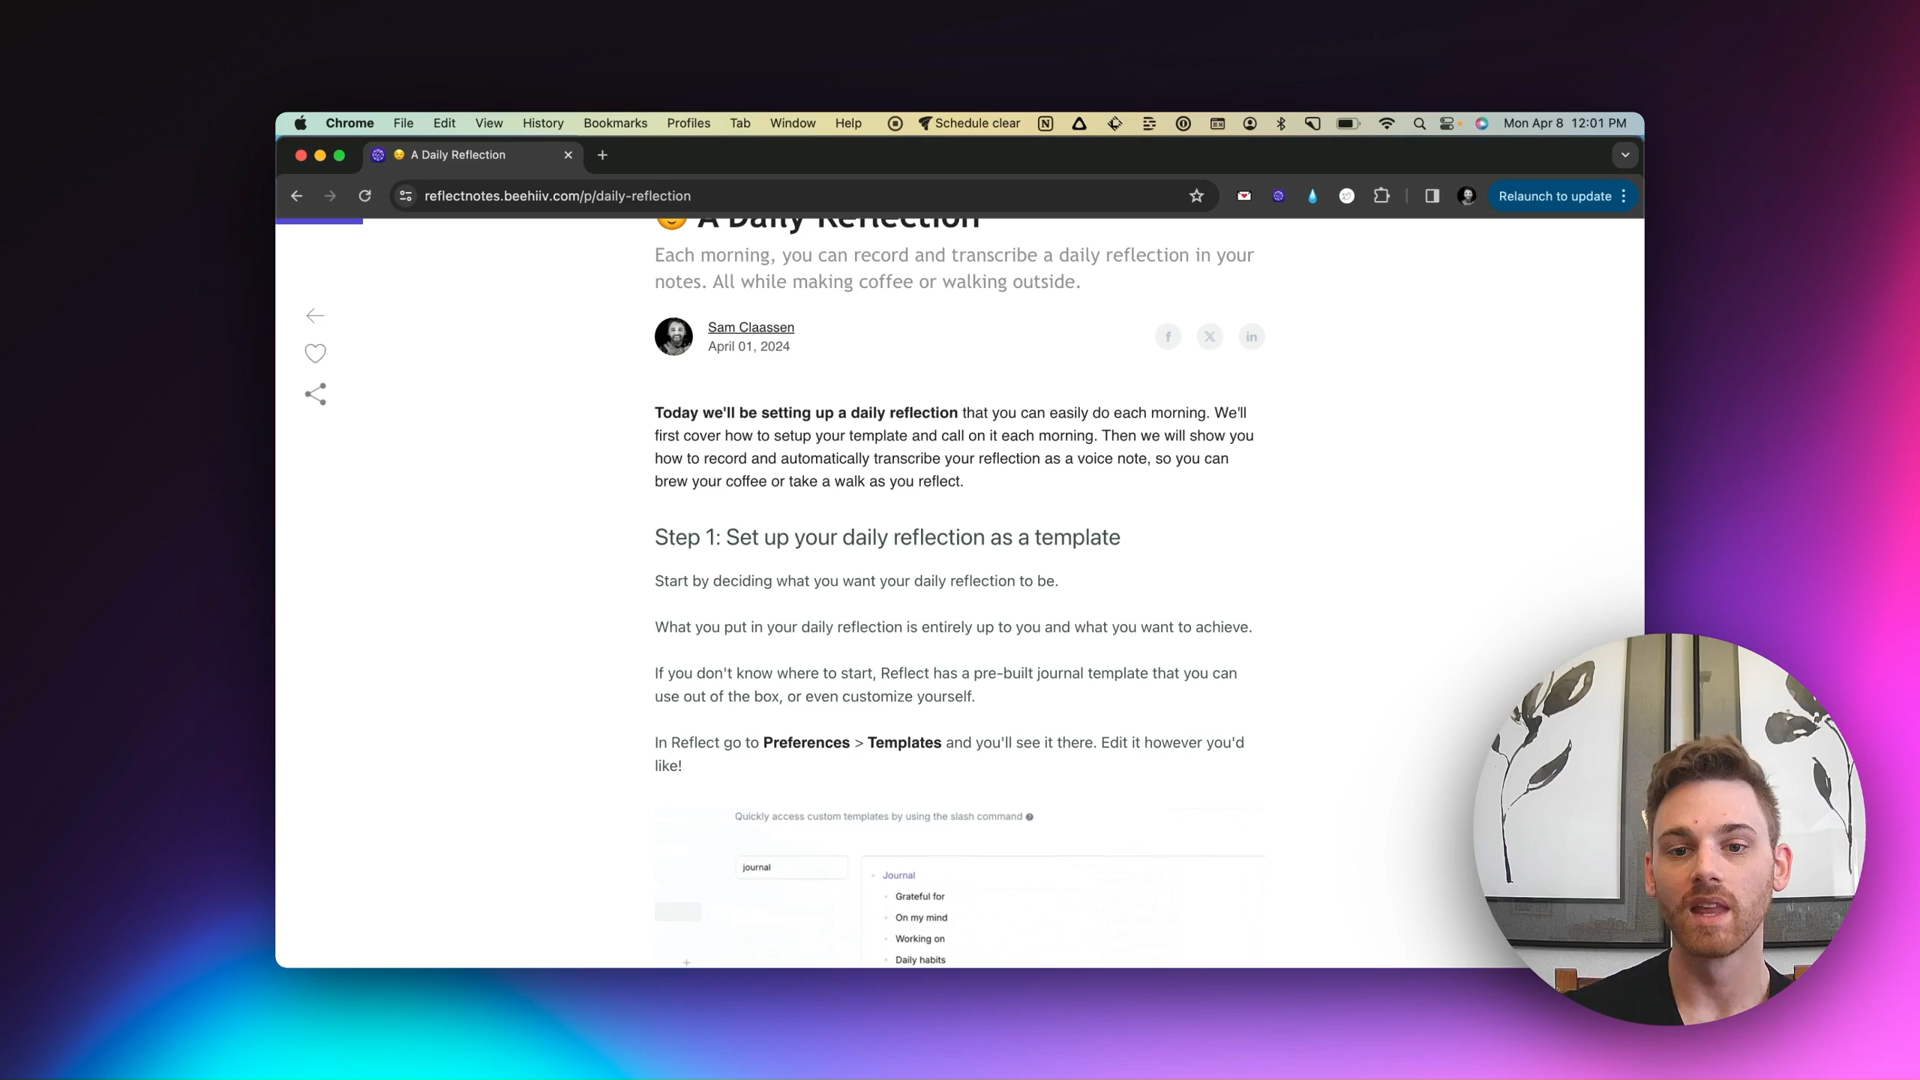 Chrome File Edit View History Bookmarks Profiles Tab Window Help Schedule clear Mon Apr 8 12:01 PM
A Daily Reflection
reflectnotes.beehiiv.com/p/daily-reflection
Relaunch to update
A Daily Reflection
Each morning, you can record and transcribe a daily reflection in your
notes. All while making coffee or walking outside.
Sam Claassen
April 01, 2024
Today we'll be setting up a daily reflection that you can easily do each morning. We'll
first cover how to setup your template and call on it each morning. Then we will show you
how to record and automatically transcribe your reflection as a voice note, so you can
brew your coffee or take a walk as you reflect.
Step 1: Set up your daily reflection as a template
Start by deciding what you want your daily reflection to be.
What you put in your daily reflection is entirely up to you and what you want to achieve.
If you don't know where to start, Reflect has a pre-built journal template that you can
use out of the box, or even customize yourself.
In Reflect go to Preferences > Templates and you'll see it there. Edit it however you'd
like!
Quickly access custom templates by using the slash command
journal
Journal
Grateful for
On my mind
Working on
Daily habits